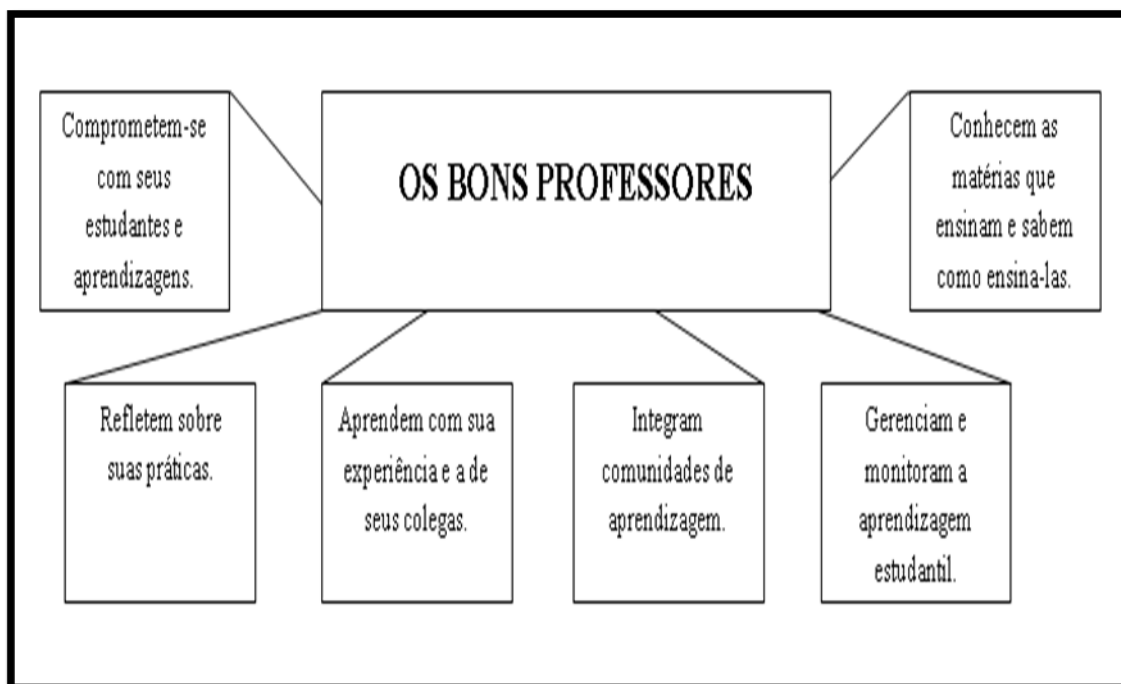 Comprometem-se
com seus
estudantes e
aprendizagens.
OS BONS PROFESSORES
Conhecem as
matérias que
ensinam e sabem
como ensina-las.
Refletem sobre
suas práticas.
Aprendem com sua
experiência e a de
seus colegas.
Integram
comunidades de
aprendizagem.
Gerenciam e
monitoram a
aprendizagem
estudantil.